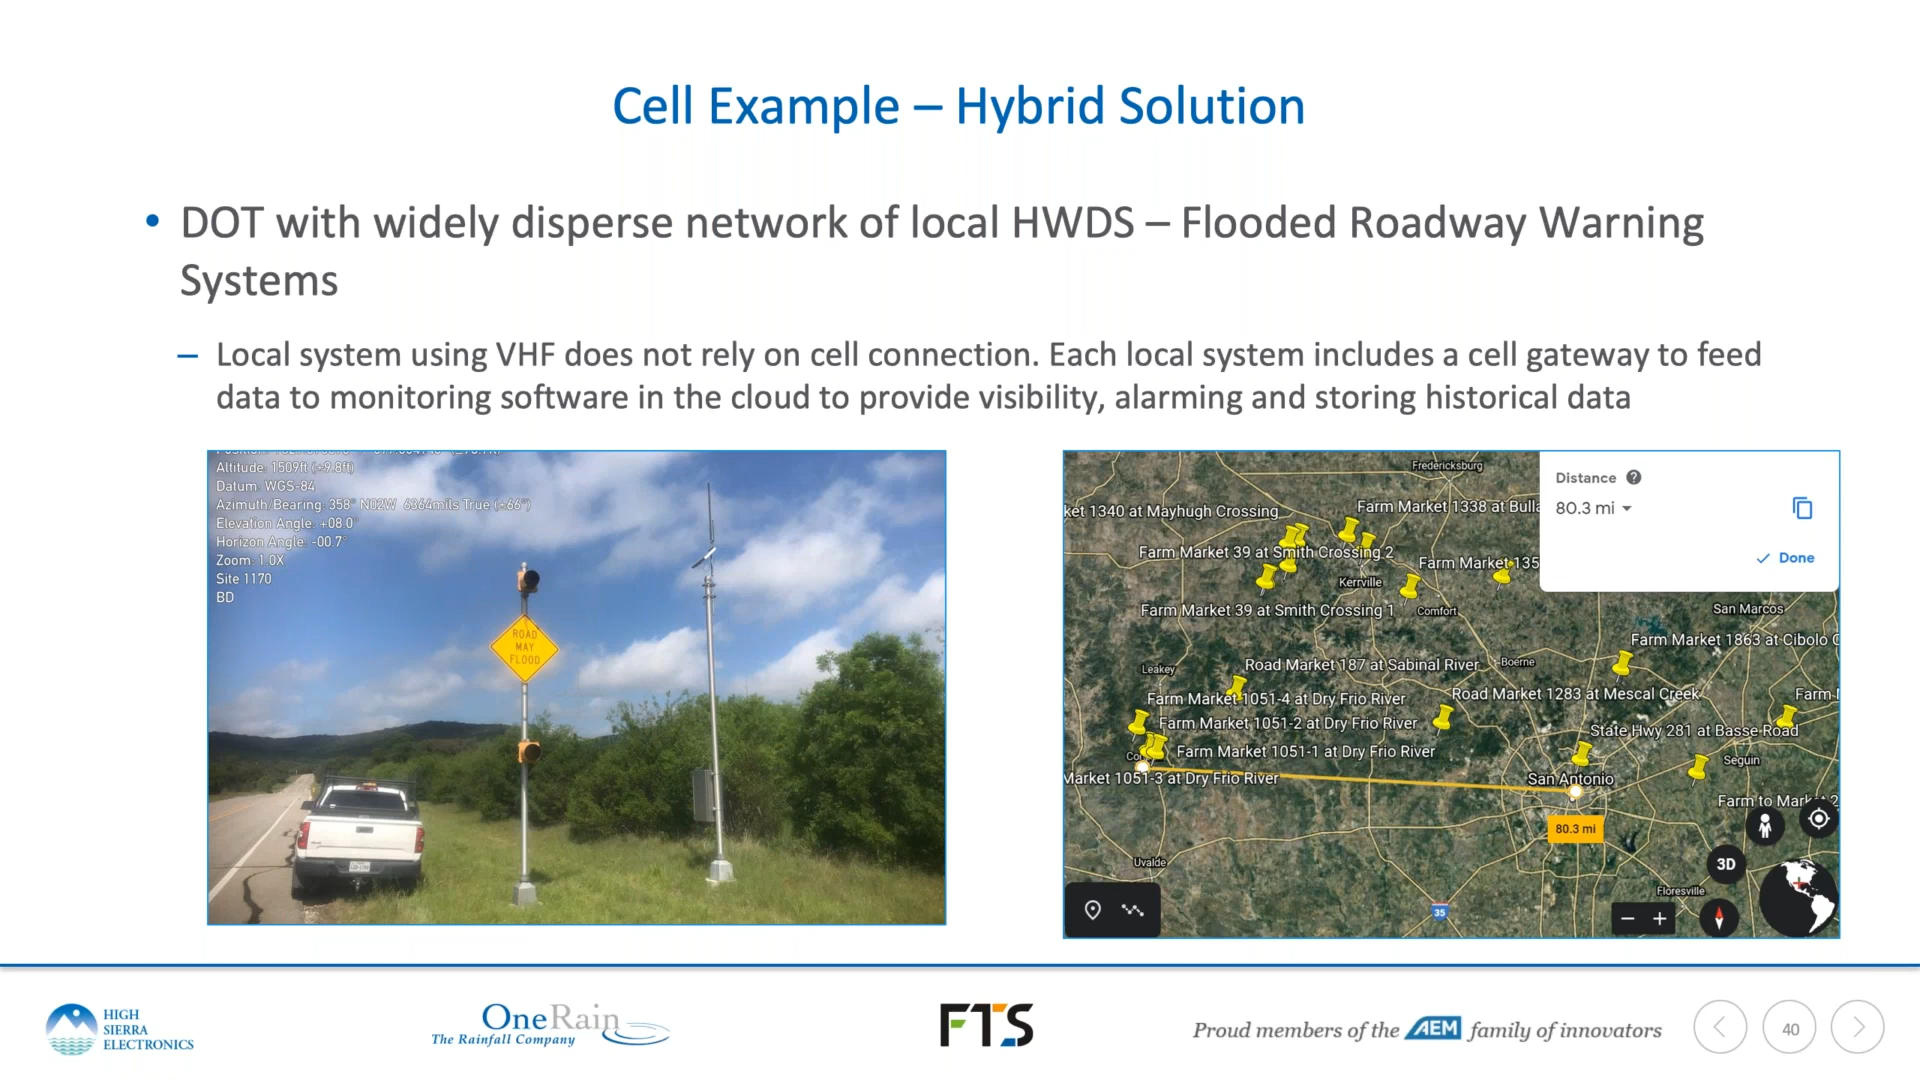 Cell Example – Hybrid Solution
• DOT with widely disperse network of local HWDS – Flooded Roadway Warning
Systems
– Local system using VHF does not rely on cell connection. Each local system includes a cell gateway to feed
data to monitoring software in the cloud to provide visibility, alarming and storing historical data
Altitude: 1509ft (±9.8ft)
Datum: WGS-84
Azimuth/Bearing: 358° N02W 6364mils True (±66°)
Elevation Angle: +08.0°
Horizon Angle: -00.7°
Zoom: 1.0X
Site 1170
BD
ROAD
MAY
FLOOD
Fredericksburg
ket 1340 at Mayhugh Crossing
Farm Market 1338 at Bulla
Farm Market 39 at Smith Crossing 2
Farm Market 135
Kerrville
Farm Market 39 at Smith Crossing 1
Comfort
San Marcos
Farm Market 1863 at Cibolo C
Leakey
Road Market 187 at Sabinal River
Boerne
Farm Market 1051-4 at Dry Frio River
Road Market 1283 at Mescal Creek
Farm M
Farm Market 1051-2 at Dry Frio River
State Hwy 281 at Basse Road
Farm Market 1051-1 at Dry Frio River
Co
Seguin
Market 1051-3 at Dry Frio River
San Antonio
Farm to Market 2
80.3 mi
Uvalde
3D
Floresville
35
− +
Distance ?
80.3 mi
Done
HIGH
SIERRA
ELECTRONICS
OneRain
The Rainfall Company
FTS
Proud members of the AEM family of innovators
40